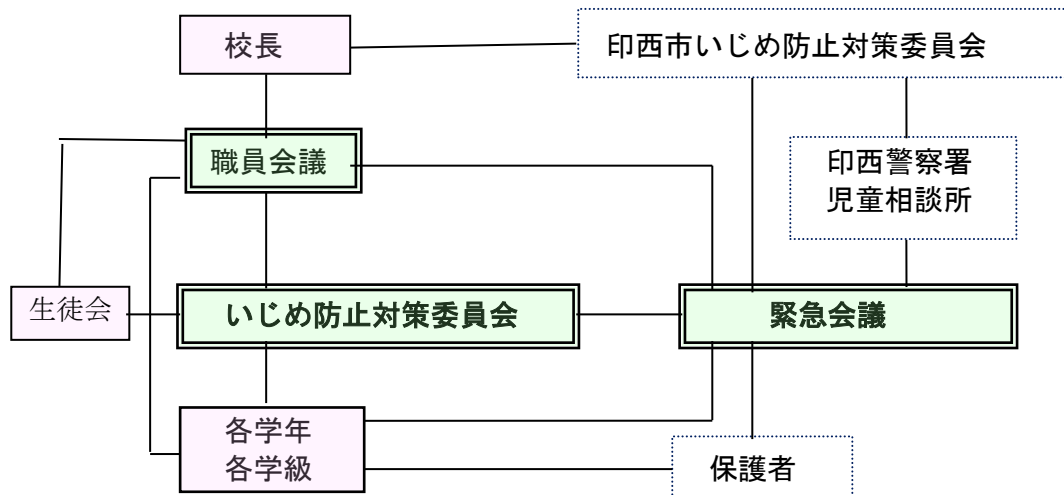 校長
印西市いじめ防止対策委員会
職員会議
印西警察署
児童相談所
生徒会
いじめ防止対策委員会
緊急会議
各学年
各学級
保護者